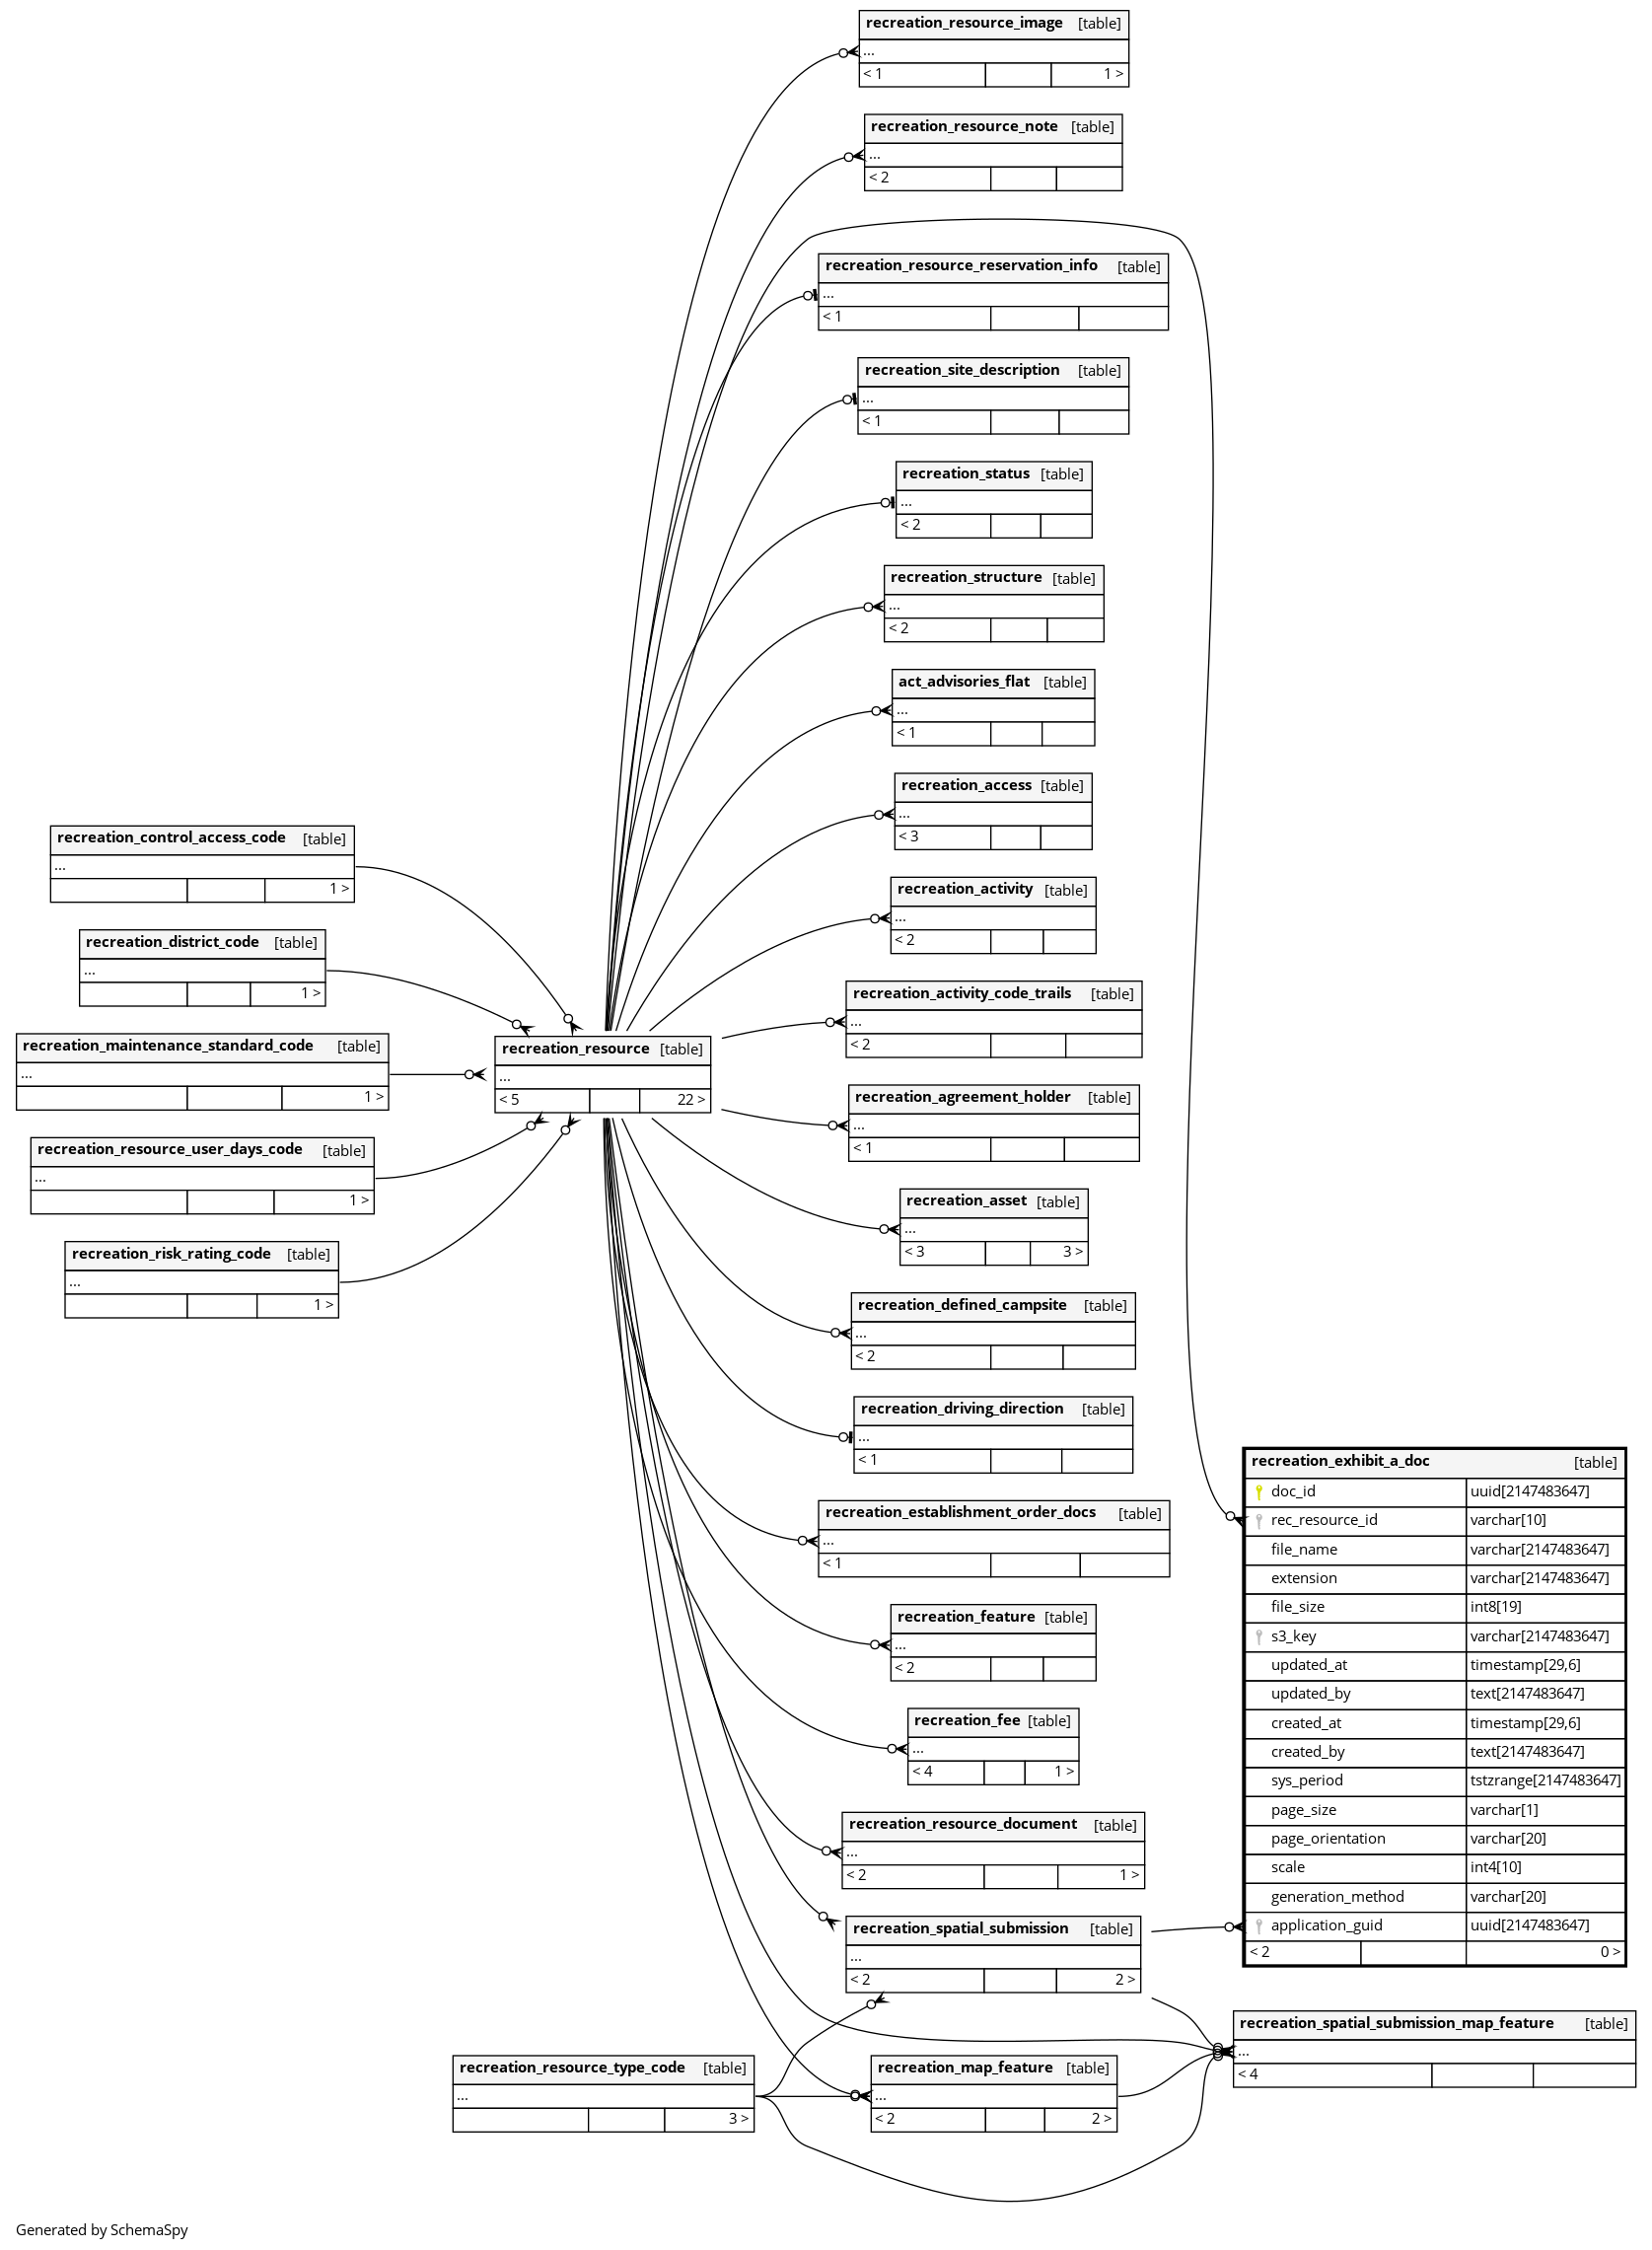 recreation_resource_image [table]
...
< 1 1 >
recreation_resource_note [table]
...
< 2
recreation_resource_reservation_info [table]
...
< 1
recreation_site_description [table]
...
< 1
recreation_status [table]
...
< 2
recreation_structure [table]
...
< 2
act_advisories_flat [table]
...
< 1
recreation_access [table]
...
< 3
recreation_activity [table]
...
< 2
recreation_activity_code_trails [table]
...
< 2
recreation_control_access_code [table]
...
1 >
recreation_district_code [table]
...
1 >
recreation_maintenance_standard_code [table]
...
1 >
recreation_resource_user_days_code [table]
...
1 >
recreation_risk_rating_code [table]
...
1 >
recreation_resource [table]
...
< 5 22 >
recreation_agreement_holder [table]
...
< 1
recreation_asset [table]
...
< 3 3 >
recreation_defined_campsite [table]
...
< 2
recreation_driving_direction [table]
...
< 1
recreation_establishment_order_docs [table]
...
< 1
recreation_feature [table]
...
< 2
recreation_fee [table]
...
< 4 1 >
recreation_resource_document [table]
...
< 2 1 >
recreation_spatial_submission [table]
...
< 2 2 >
recreation_exhibit_a_doc [table]
doc_id uuid[2147483647]
rec_resource_id varchar[10]
file_name varchar[2147483647]
extension varchar[2147483647]
file_size int8[19]
s3_key varchar[2147483647]
updated_at timestamp[29,6]
updated_by text[2147483647]
created_at timestamp[29,6]
created_by text[2147483647]
sys_period tstzrange[2147483647]
page_size varchar[1]
page_orientation varchar[20]
scale int4[10]
generation_method varchar[20]
application_guid uuid[2147483647]
< 2 0 >
recreation_spatial_submission_map_feature [table]
...
< 4
recreation_resource_type_code [table]
...
3 >
recreation_map_feature [table]
...
< 2 2 >
Generated by SchemaSpy